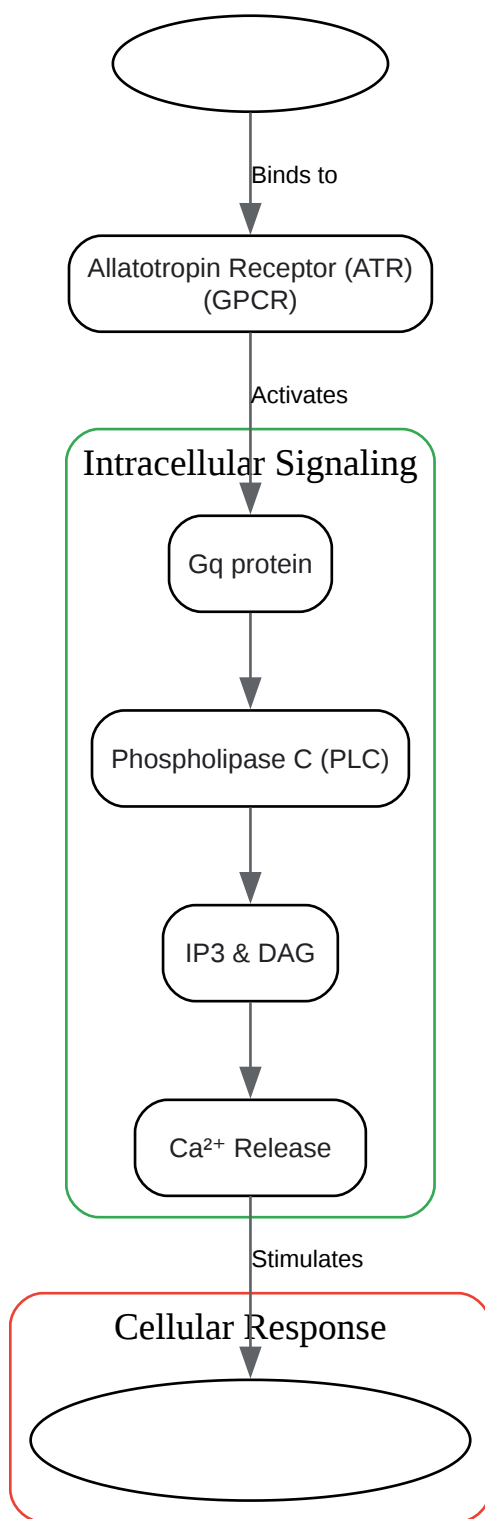 Binds to
Allatotropin Receptor (ATR)
(GPCR)
Activates
Intracellular Signaling
Gq protein
Phospholipase C (PLC)
IP3 & DAG
Ca²⁺ Release
Stimulates
Cellular Response